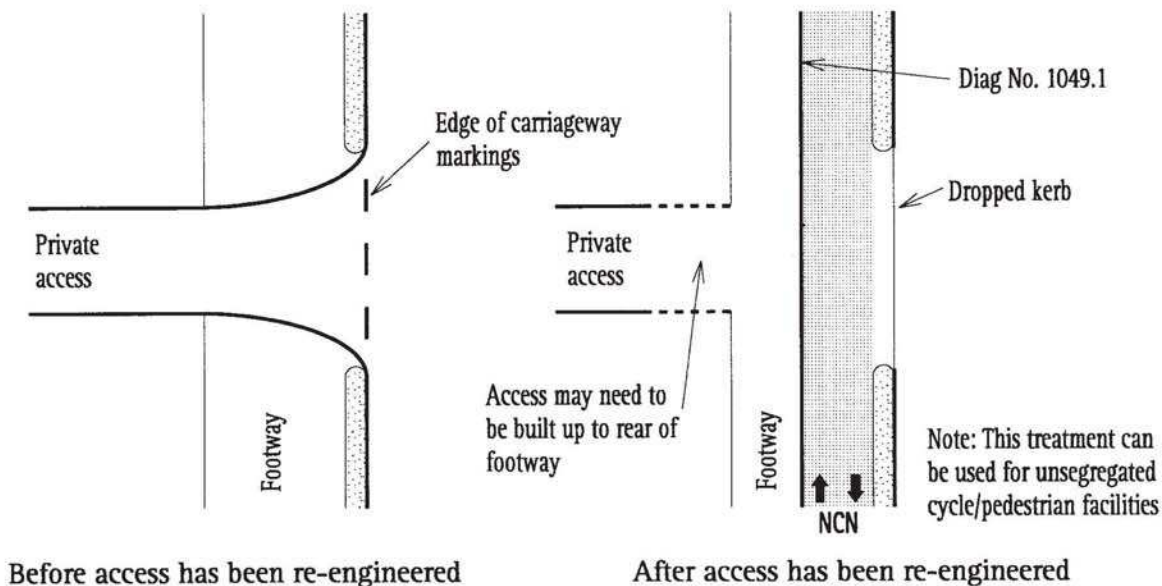 Edge of carriageway
markings
Private
access
Footway
Before access has been re-engineered
Diag No. 1049.1
Dropped kerb
Private
access
Access may need to
be built up to rear of
footway
Footway
NCN
Note: This treatment can
be used for unsegregated
cycle/pedestrian facilities
After access has been re-engineered